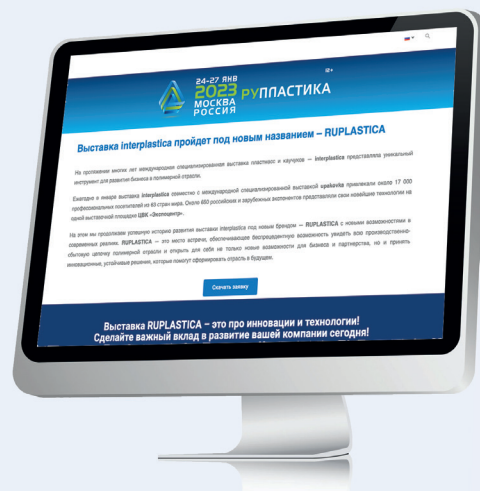 24-27 ЯНВ
2023
МОСКВА
РОССИЯ
РУПЛАСТИКА
Выставка interplastica пройдет под новым названием – RUPLASTICA
На протяжении многих лет международная специализированная выставка пластмасс и каучуков – interplastica представляла уникальный
инструмент для развития бизнеса в полимерной отрасли.
Ежегодно в январе выставка interplastica совместно с международной специализированной выставкой upakovka привлекали около 17 000
профессиональных посетителей из 63 стран мира. Около 650 российских и зарубежных экспонентов представляли свои новейшие технологии на
одной выставочной площадке ЦВК «Экспоцентр».
На этом мы продолжаем успешную историю развития выставки interplastica под новым брендом – RUPLASTICA с новыми возможностями в
современных реалиях. RUPLASTICA – это место встречи, обеспечивающее беспрецедентную возможность увидеть всю производственно-
сбытовую цепочку полимерной отрасли и открыть для себя не только новые возможности для бизнеса и партнерства, но и принять
инновационные, устойчивые решения, которые помогут сформировать отрасль в будущем.
Скачать заявку
Выставка RUPLASTICA – это про инновации и технологии!
Сделайте важный вклад в развитие вашей компании сегодня!